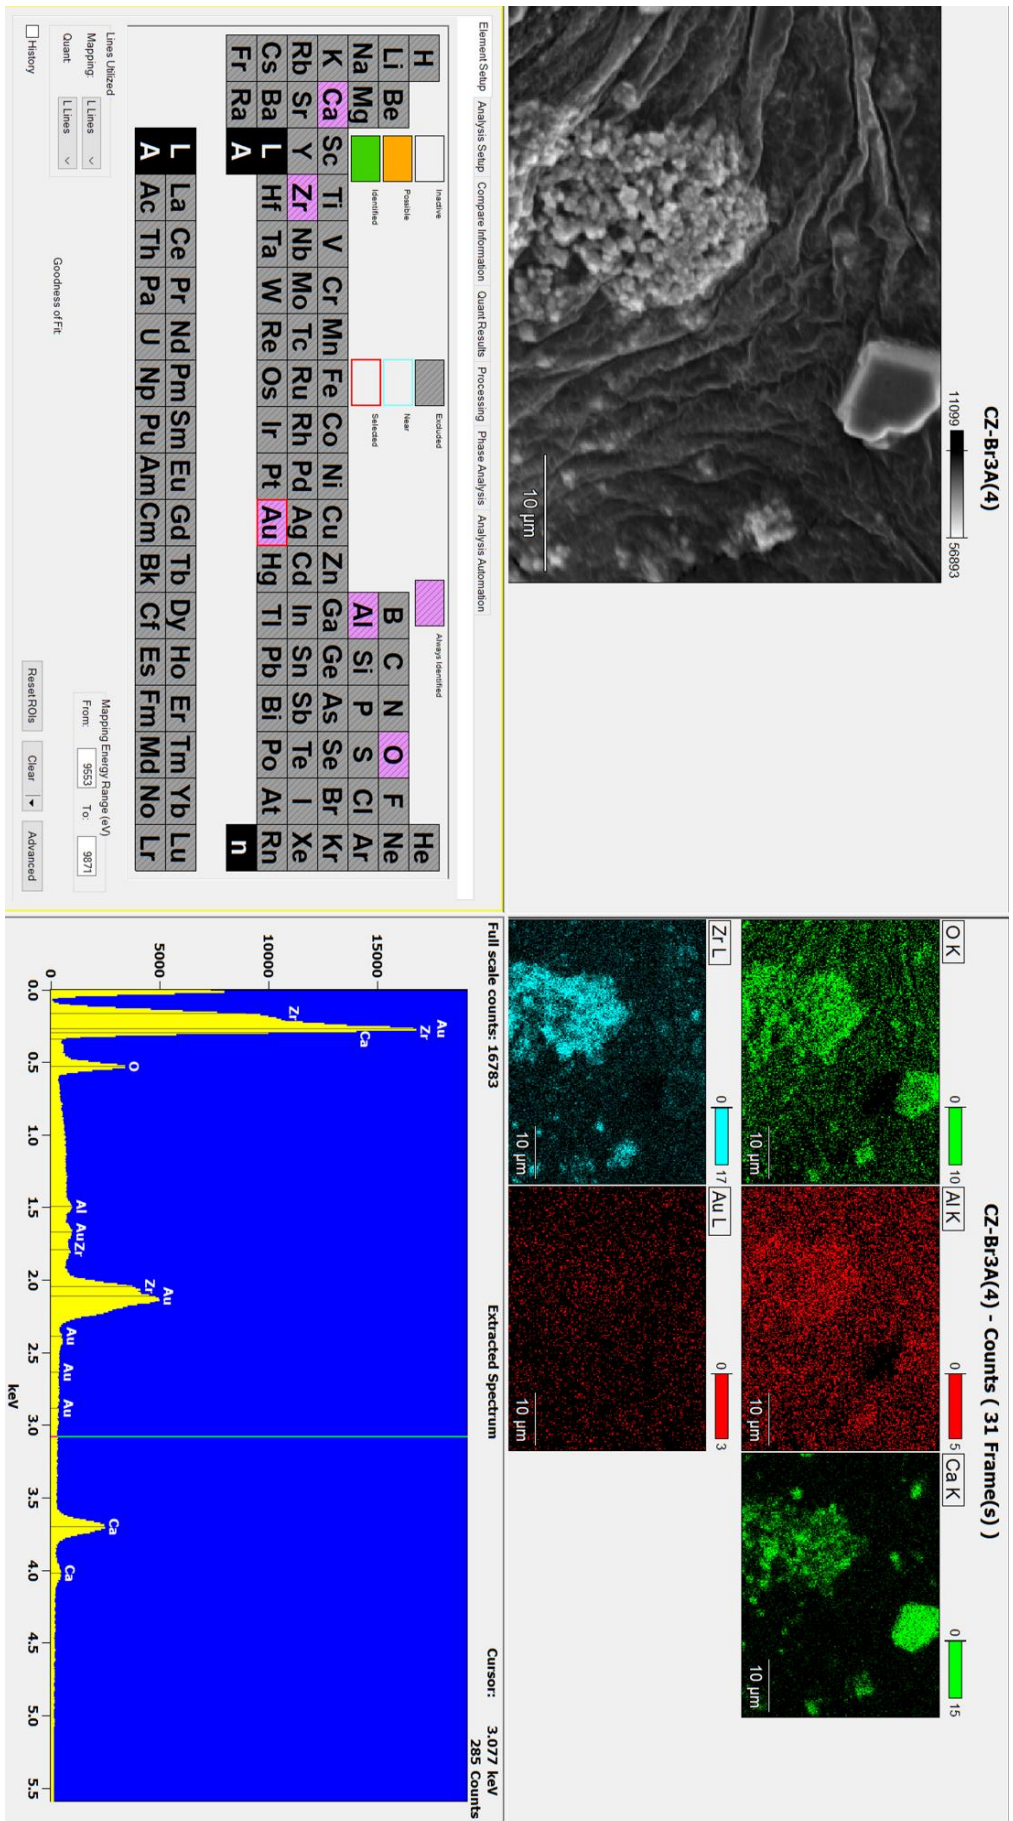 CZ-Br3A(4)
11099 56893
10 µm
CZ-Br3A(4) - Counts ( 31 Frame(s) )
O K 0 10
10 µm
Al K 0 5
10 µm
Ca K 0 15
10 µm
Zr L 0 17
10 µm
Au L 0 3
10 µm
Element Setup Analysis Setup Compare Information Quant Results Processing Phase Analysis Analysis Automation
Inactive Excluded Always Identified
Possible Near
Identified Selected
H He
Li Be B C N O F Ne
Na Mg Al Si P S Cl Ar
K Ca Sc Ti V Cr Mn Fe Co Ni Cu Zn Ga Ge As Se Br Kr
Rb Sr Y Zr Nb Mo Tc Ru Rh Pd Ag Cd In Sn Sb Te I Xe
Cs Ba L Hf Ta W Re Os Ir Pt Au Hg Tl Pb Bi Po At Rn
Fr Ra A n
L La Ce Pr Nd Pm Sm Eu Gd Tb Dy Ho Er Tm Yb Lu
A Ac Th Pa U Np Pu Am Cm Bk Cf Es Fm Md No Lr
Lines Utilized
Mapping: L Lines
Quant: L Lines
Goodness of Fit:
Mapping Energy Range (eV)
From: 9553 To: 9871
History
Reset ROIs Clear Advanced
Full scale counts: 16783 Extracted Spectrum Cursor: 3.077 keV
285 Counts
15000
10000
5000
0
Au
Zr
Zr
Ca
O
Al
Au
Zr
Au
Zr
Au
Au
Au
Ca
Ca
0.0 0.5 1.0 1.5 2.0 2.5 3.0 3.5 4.0 4.5 5.0 5.5
keV